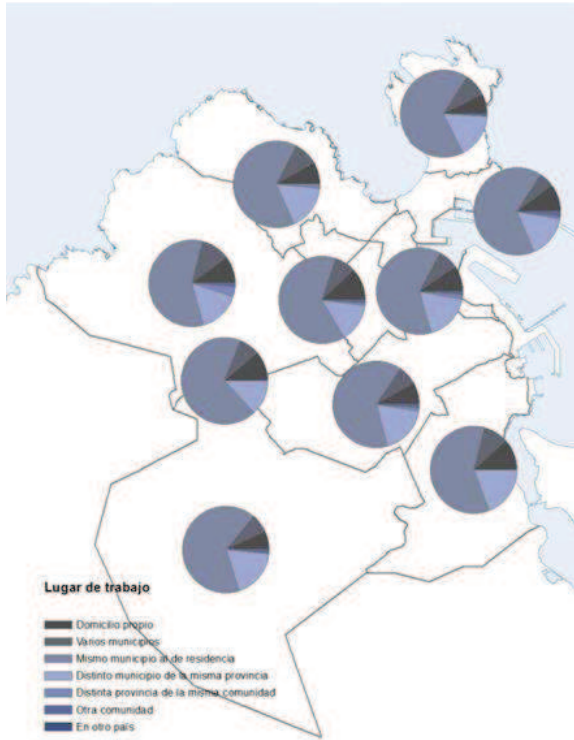 Lugar de trabajo
Domicilio propio
Varios municipios
Mismo municipio al de residencia
Distinto municipio de la misma provincia
Distinta provincia de la misma comunidad
Otra comunidad
En otro país